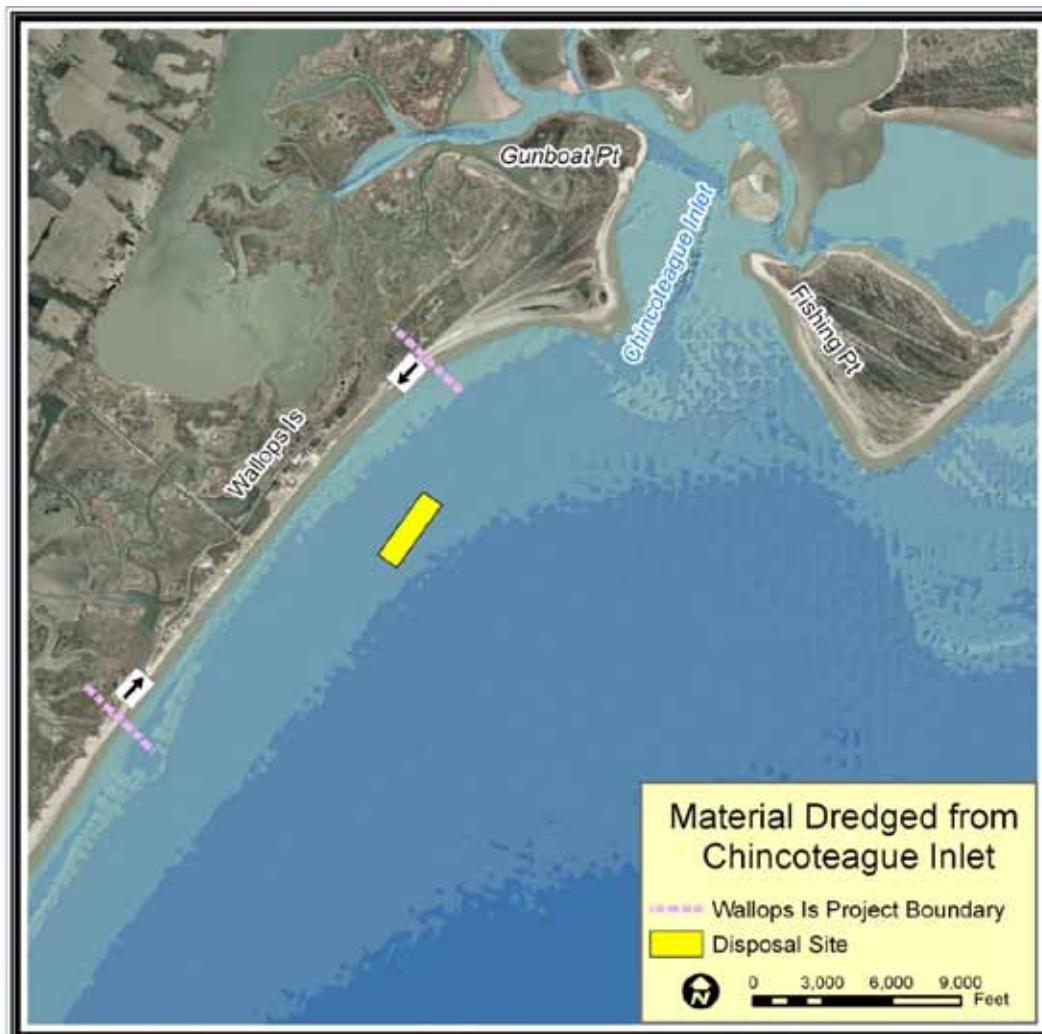 Gunboat Pt
Chincoteague Inlet
Fishing Pt
Wallops Is
Material Dredged from
Chincoteague Inlet
Wallops Is Project Boundary
Disposal Site
N
0 3,000 6,000 9,000
Feet